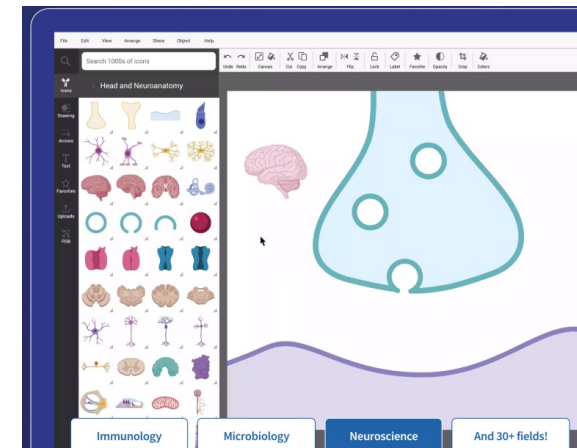 File Edit View Arrange Share Object Help
Search 1000s of icons
Undo Redo Canvas Cut Copy Arrange Flip Lock Label Favorite Opacity Crop Colors
Icons
Head and Neuroanatomy
Drawing
Arrows
Text
Favorites
Uploads
PDB
Immunology Microbiology Neuroscience And 30+ fields!